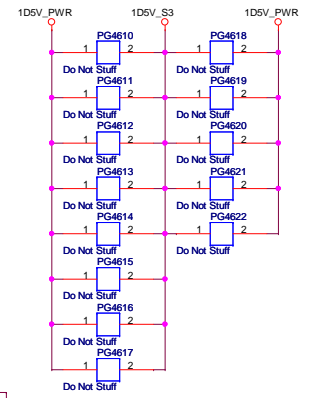 1D5V_PWR 1D5V_S3 1D5V_PWR
PG4610 PG4618
1 2 1 2
Do Not Stuff Do Not Stuff
PG4611 PG4619
1 2 1 2
Do Not Stuff Do Not Stuff
PG4612 PG4620
1 2 1 2
Do Not Stuff Do Not Stuff
PG4613 PG4621
1 2 1 2
Do Not Stuff Do Not Stuff
PG4614 PG4622
1 2 1 2
Do Not Stuff Do Not Stuff
PG4615
1 2
Do Not Stuff
PG4616
1 2
Do Not Stuff
PG4617
1 2
Do Not Stuff